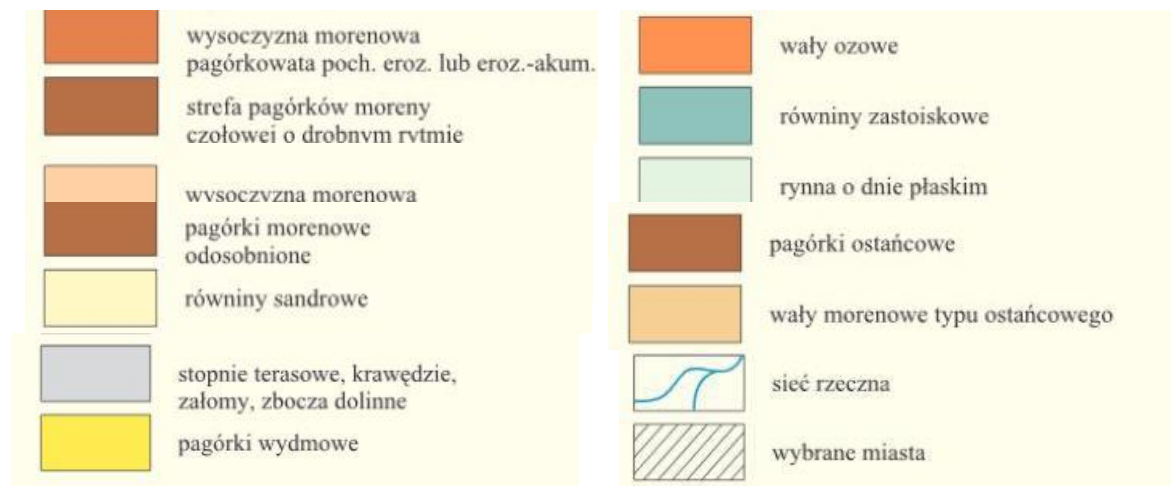 wysoczyzna morenowa
pagórkowata poch. eroz. lub eroz.-akum.
strefa pagórków moreny
czołowej o drobnym rytmie
wysoczyzna morenowa
pagórki morenowe
odosobnione
równiny sandrowe
stopnie terasowe, krawędzie,
załomy, zbocza dolinne
pagórki wydmowe
wały ozowe
równiny zastoiskowe
rynna o dnie płaskim
pagórki ostańcowe
wały morenowe typu ostańcowego
sieć rzeczna
wybrane miasta